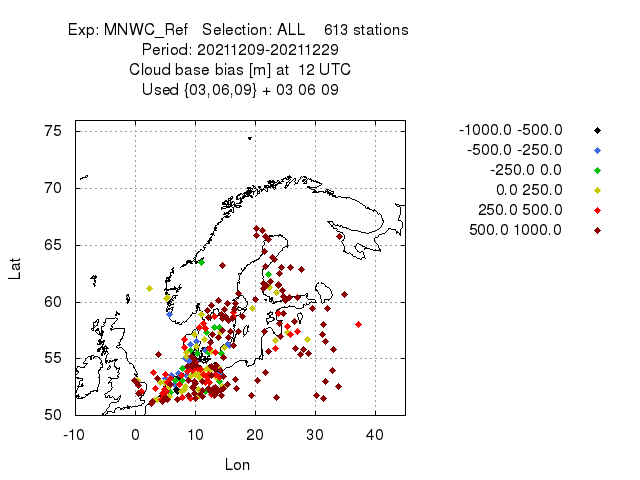 Exp: MNWC_Ref   Selection: ALL    613 stations
Period: 20211209-20211229
Cloud base bias [m] at  12 UTC
Used {03,06,09} + 03 06 09
-1000.0 -500.0
-500.0 -250.0
-250.0 0.0
0.0 250.0
250.0 500.0
500.0 1000.0
Lat
75
70
65
60
55
50
-10 0 10 20 30 40
Lon